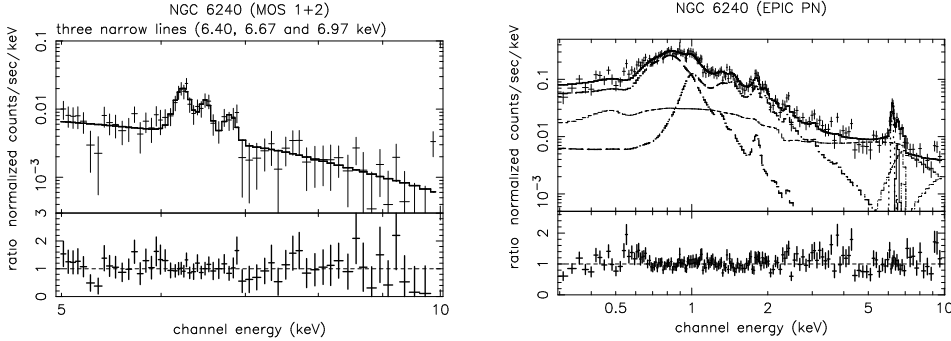 NGC 6240 (MOS 1+2)
three narrow lines (6.40, 6.67 and 6.97 keV)
0.1
0.01
10⁻³
normalized counts/sec/keV
3
2
1
0
ratio
5
10
channel energy (keV)
NGC 6240 (EPIC PN)
0.1
0.01
10⁻³
normalized counts/sec/keV
2
1
0
ratio
0.5
1
2
5
10
channel energy (keV)